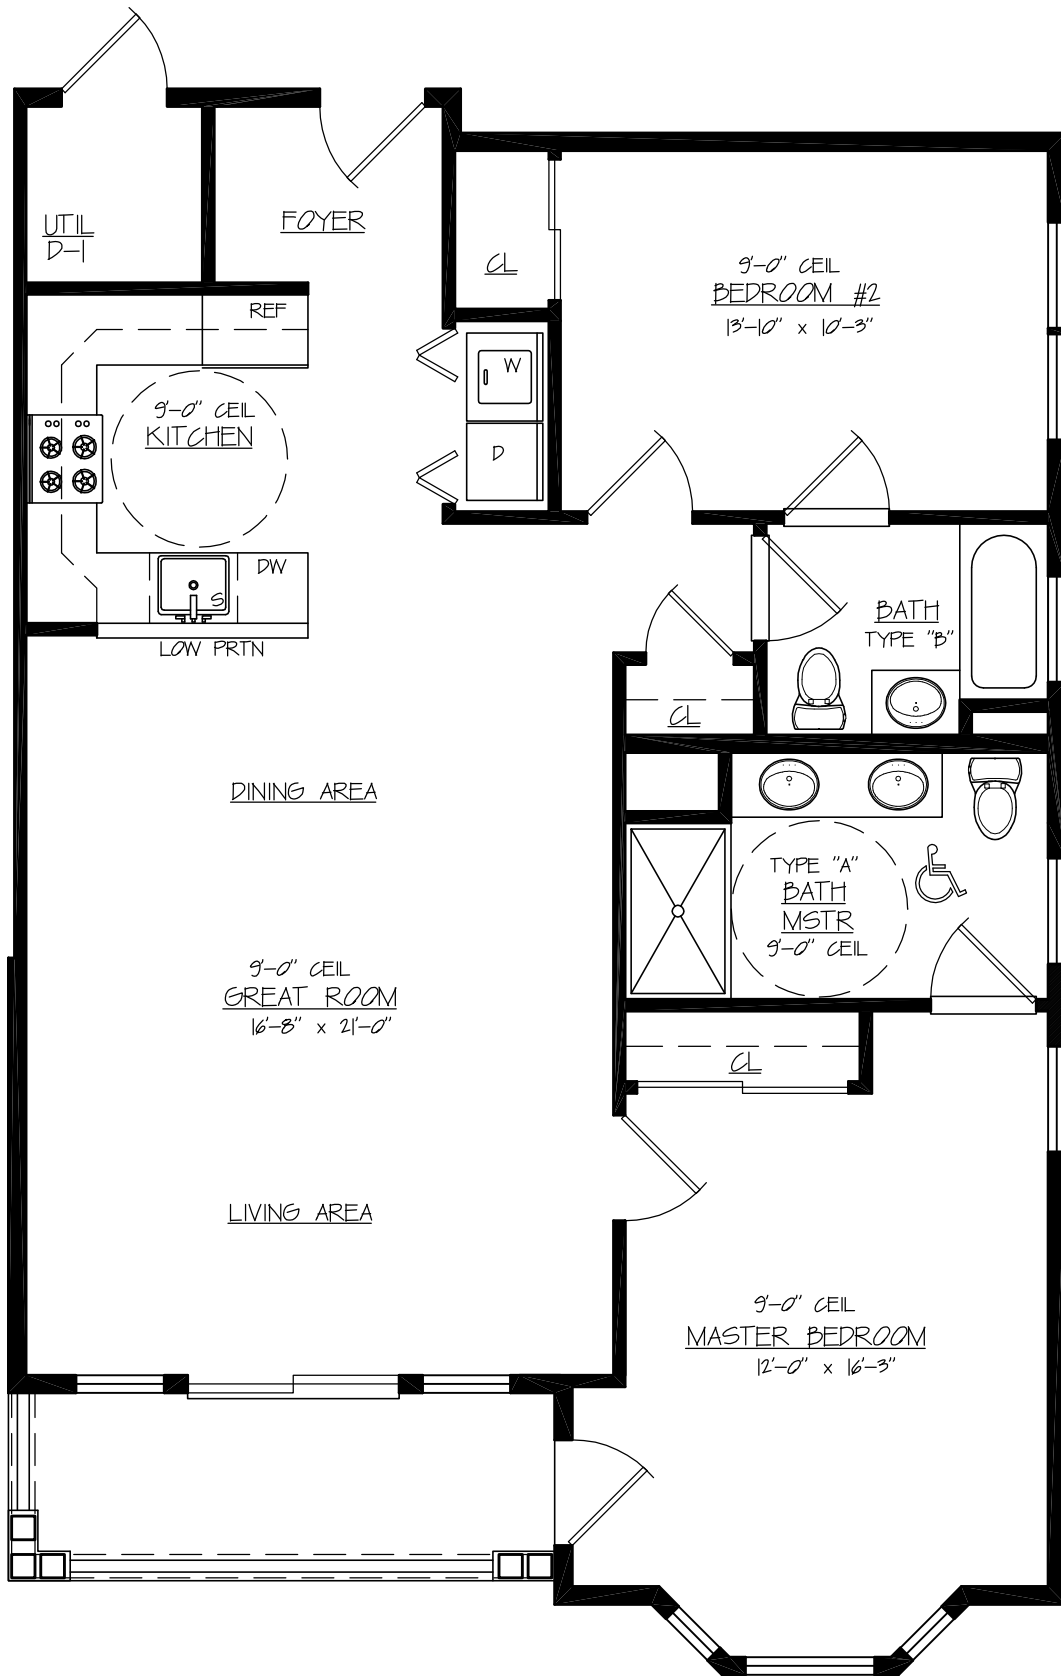 UTIL
D-1
FOYER
CL
9'-0" CEIL
BEDROOM #2
13'-10" x 10'-3"
REF
W
D
9'-0" CEIL
KITCHEN
DW
S
LOW PRTN
BATH
TYPE "B"
CL
DINING AREA
TYPE "A"
BATH
MSTR
9'-0" CEIL
9'-0" CEIL
GREAT ROOM
16'-8" x 21'-0"
CL
LIVING AREA
9'-0" CEIL
MASTER BEDROOM
12'-0" x 16'-3"